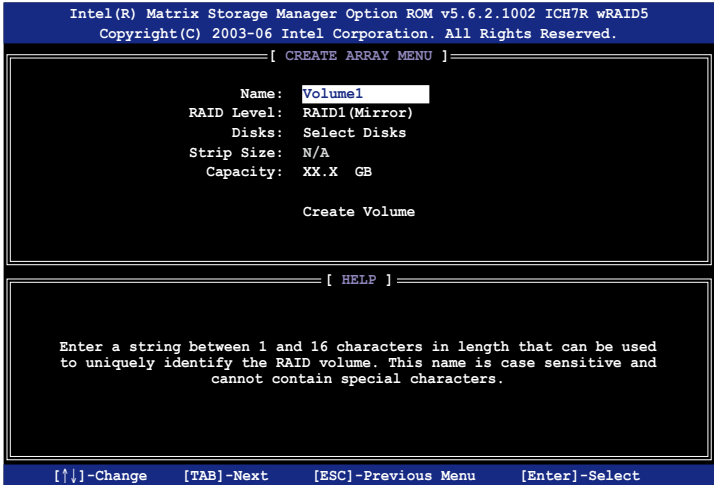 Intel(R) Matrix Storage Manager Option ROM v5.6.2.1002 ICH7R wRAID5
Copyright(C) 2003-06 Intel Corporation. All Rights Reserved.
[ CREATE ARRAY MENU ]
Name: Volume1
RAID Level: RAID1(Mirror)
Disks: Select Disks
Strip Size: N/A
Capacity: XX.X GB
Create Volume
[ HELP ]
Enter a string between 1 and 16 characters in length that can be used
to uniquely identify the RAID volume. This name is case sensitive and
cannot contain special characters.
[↑↓]-Change [TAB]-Next [ESC]-Previous Menu [Enter]-Select